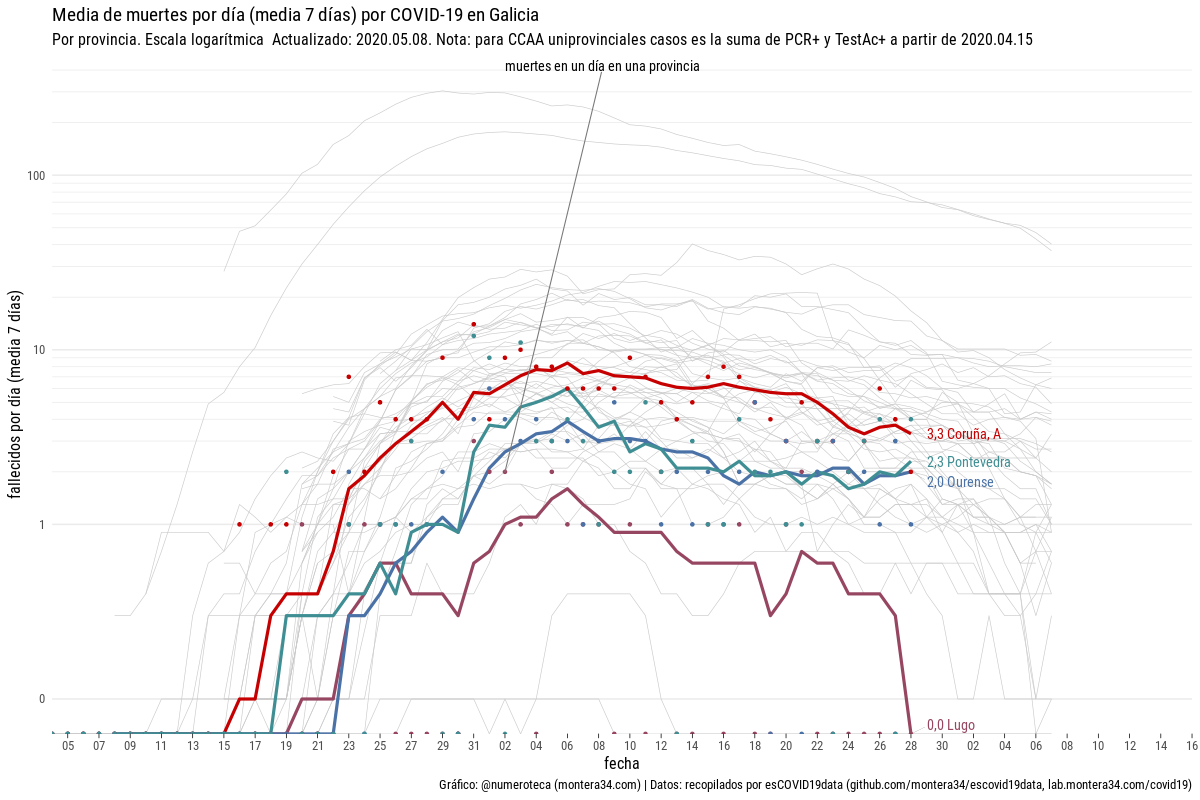 Media de muertes por día (media 7 días) por COVID-19 en Galicia
Por provincia. Escala logarítmica  Actualizado: 2020.05.08. Nota: para CCAA uniprovinciales casos es la suma de PCR+ y TestAc+ a partir de 2020.04.15
muertes en un día en una provincia
fallecidos por día (media 7 días)
100
10
1
0
3,3 Coruña, A
2,3 Pontevedra
2,0 Ourense
0,0 Lugo
05 07 09 11 13 15 17 19 21 23 25 27 29 31 02 04 06 08 10 12 14 16 18 20 22 24 26 28 30 02 04 06 08 10 12 14 16
fecha
Gráfico: @numeroteca (montera34.com) | Datos: recopilados por esCOVID19data (github.com/montera34/escovid19data, lab.montera34.com/covid19)